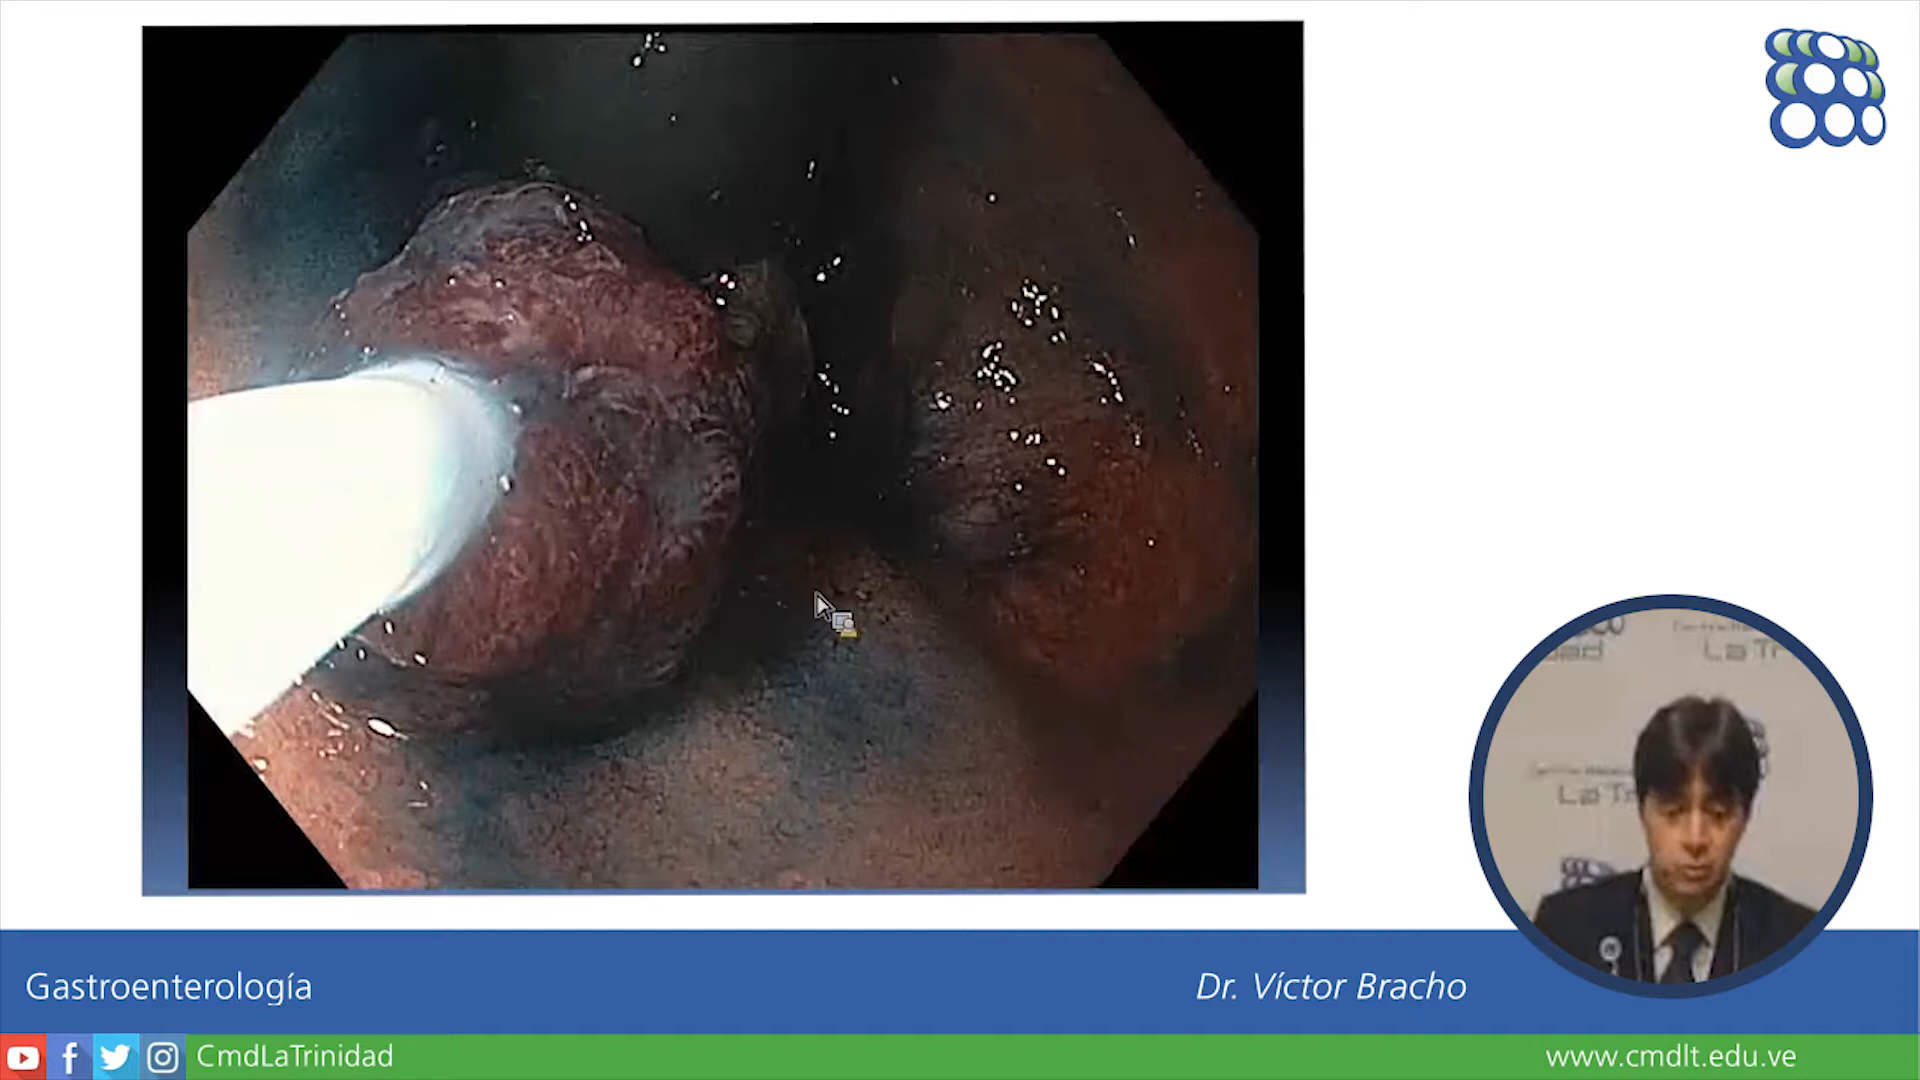 Gastroenterología
Dr. Víctor Bracho
CmdLaTrinidad
www.cmdlt.edu.ve